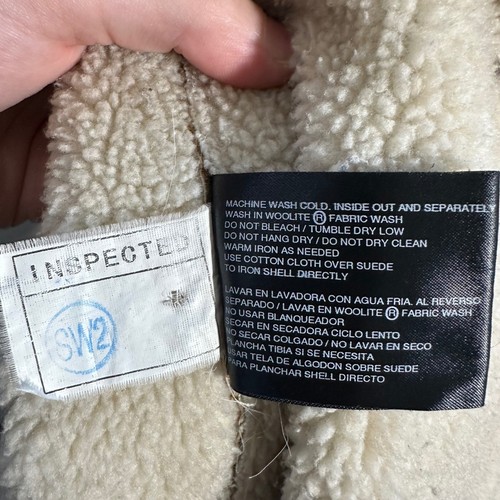 INSPECTED
SW2
MACHINE WASH COLD, INSIDE OUT AND SEPARATELY
WASH IN WOOLITE ® FABRIC WASH
DO NOT BLEACH / TUMBLE DRY LOW
DO NOT HANG DRY / DO NOT DRY CLEAN
WARM IRON AS NEEDED
USE COTTON CLOTH OVER SUEDE
TO IRON SHELL DIRECTLY
LAVAR EN LAVADORA CON AGUA FRIA. AL REVERSO
SEPARADO / LAVAR EN WOOLITE ® FABRIC WASH
NO USAR BLANQUEADOR
SECAR EN SECADORA CICLO LENTO
NO SECAR COLGADO / NO LAVAR EN SECO
PLANCHA TIBIA SI SE NECESITA
USAR TELA DE ALGODON SOBRE SUEDE
PARA PLANCHAR SHELL DIRECTO